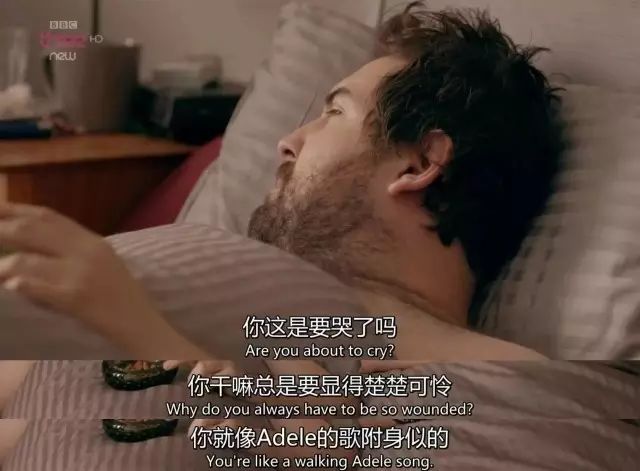 BBC
three HD
new
你这是要哭了吗
Are you about to cry?
你干嘛总是要显得楚楚可怜
Why do you always have to be so wounded?
你就像Adele的歌附身似的
You're like a walking Adele song.